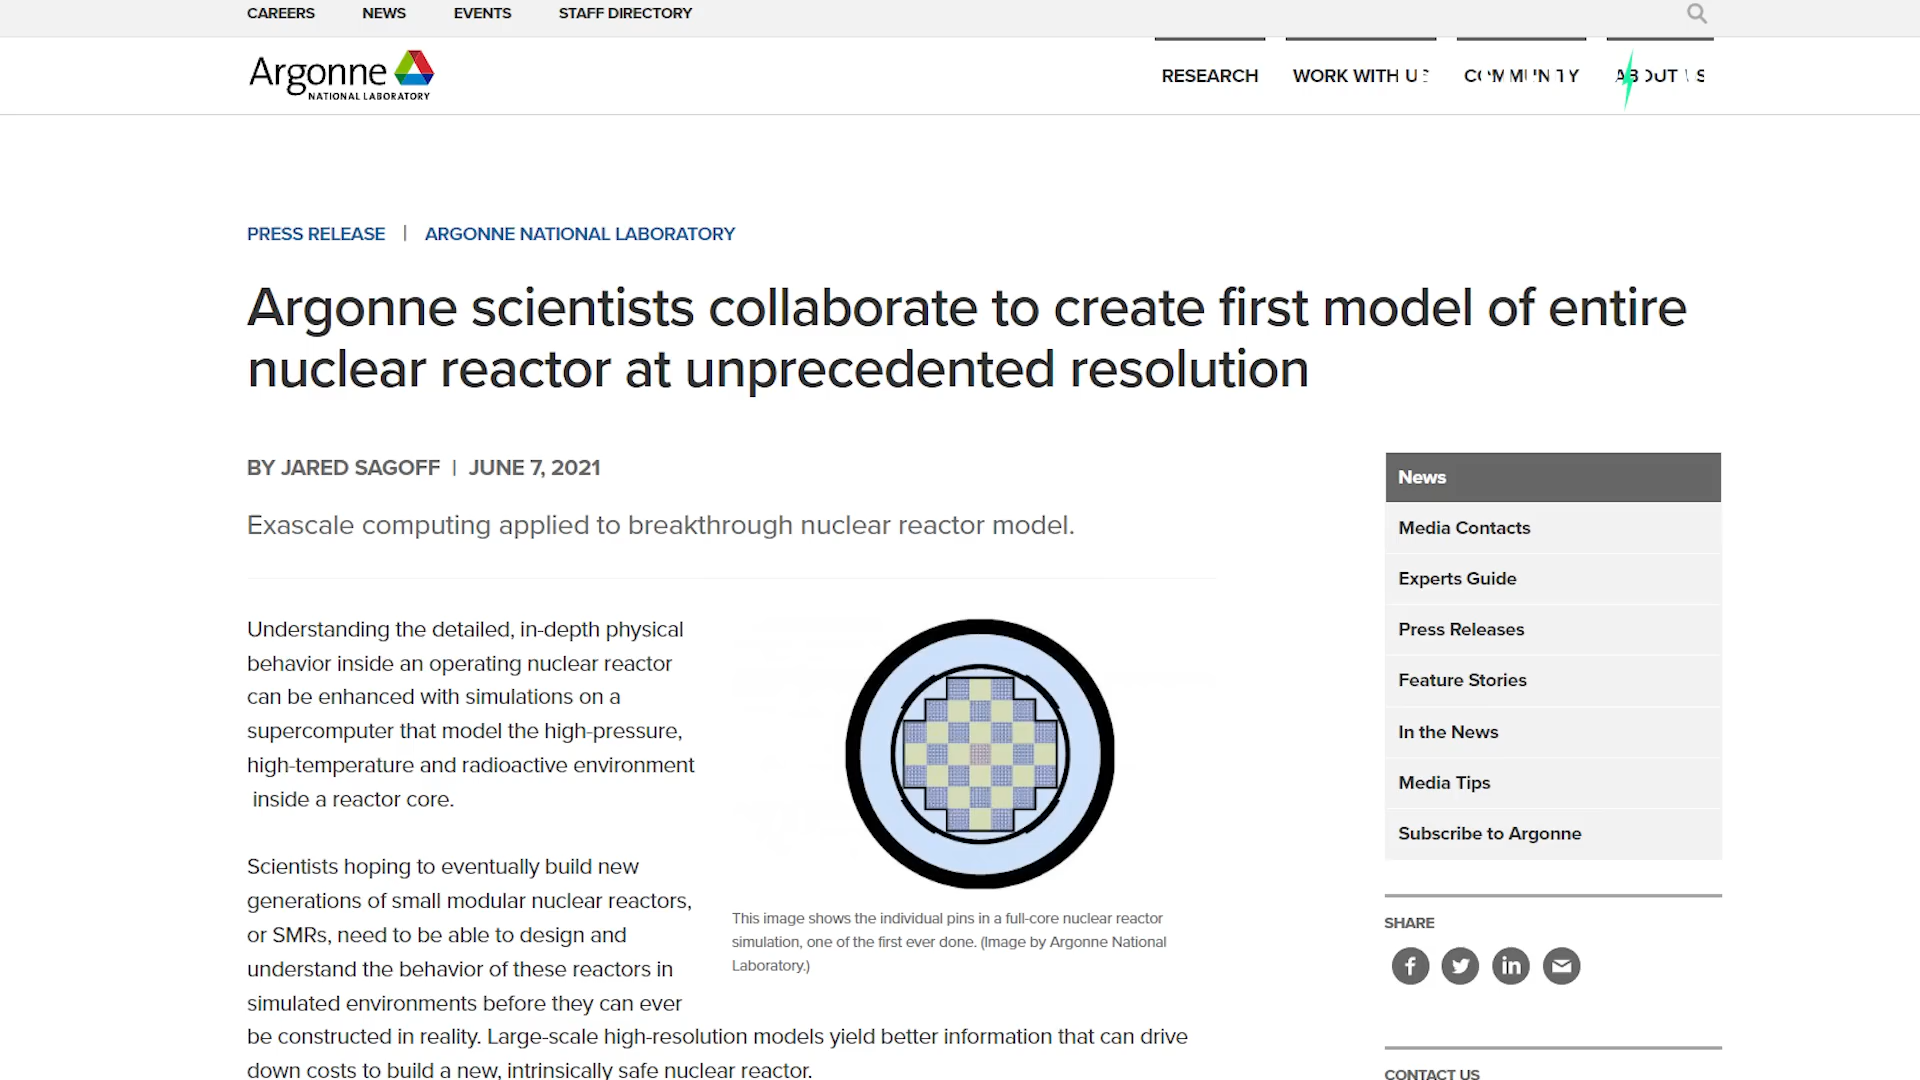 CAREERS NEWS EVENTS STAFF DIRECTORY
Argonne
NATIONAL LABORATORY
RESEARCH WORK WITH US COMMUNITY ABOUT US
PRESS RELEASE | ARGONNE NATIONAL LABORATORY
Argonne scientists collaborate to create first model of entire
nuclear reactor at unprecedented resolution
BY JARED SAGOFF | JUNE 7, 2021
Exascale computing applied to breakthrough nuclear reactor model.
Understanding the detailed, in-depth physical
behavior inside an operating nuclear reactor
can be enhanced with simulations on a
supercomputer that model the high-pressure,
high-temperature and radioactive environment
inside a reactor core.
Scientists hoping to eventually build new
generations of small modular nuclear reactors,
or SMRs, need to be able to design and
understand the behavior of these reactors in
simulated environments before they can ever
be constructed in reality. Large-scale high-resolution models yield better information that can drive
down costs to build a new, intrinsically safe nuclear reactor.
This image shows the individual pins in a full-core nuclear reactor
simulation, one of the first ever done. (Image by Argonne National
Laboratory.)
News
Media Contacts
Experts Guide
Press Releases
Feature Stories
In the News
Media Tips
Subscribe to Argonne
SHARE
CONTACT US